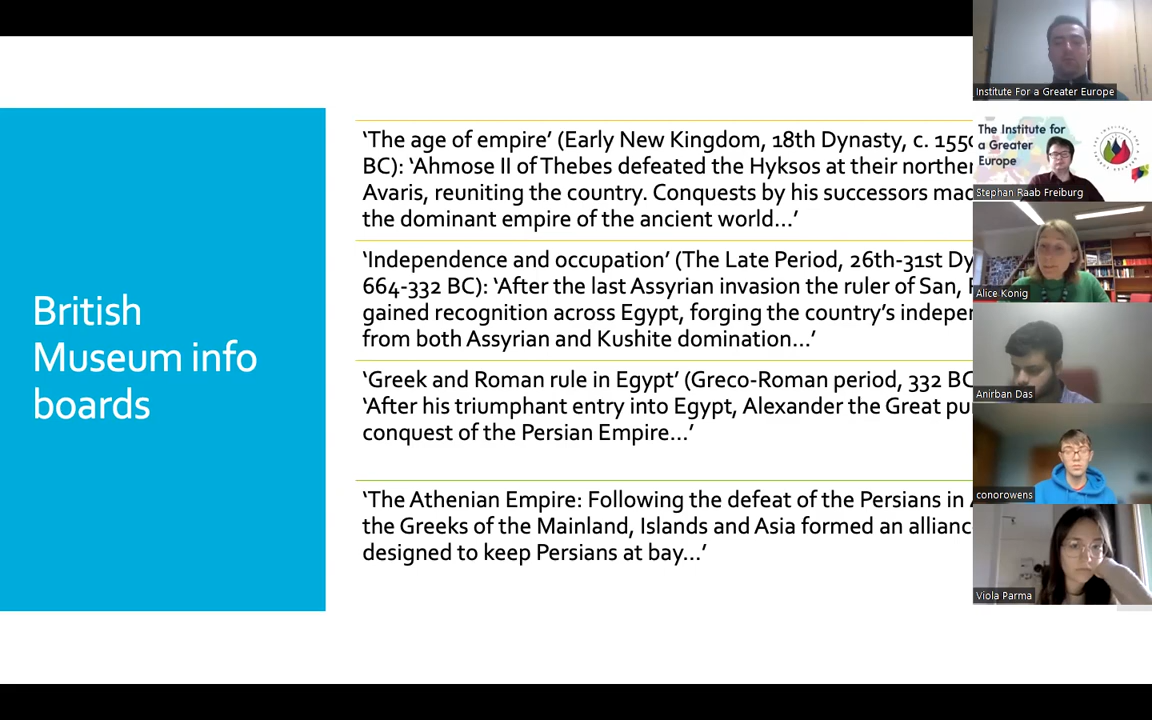 British
Museum info
boards
‘The age of empire’ (Early New Kingdom, 18th Dynasty, c. 155
BC): ‘Ahmose II of Thebes defeated the Hyksos at their
Avaris, reuniting the country. Conquests by his successors
the dominant empire of the ancient world...’
‘Independence and occupation’ (The Late Period, 26th-31st
664-332 BC): ‘After the last Assyrian invasion the ruler of San,
gained recognition across Egypt, forging the country’s
from both Assyrian and Kushite domination...’
‘Greek and Roman rule in Egypt’ (Greco-Roman period, 332 BC
‘After his triumphant entry into Egypt, Alexander the Great
conquest of the Persian Empire...’
‘The Athenian Empire: Following the defeat of the Persians in
the Greeks of the Mainland, Islands and Asia formed an
designed to keep Persians at bay...’
Institute For a Greater Europe
The Institute for
a Greater
Europe
Stephan Raab Freiburg
Alice Konig
Anirban Das
conorowens
Viola Parma